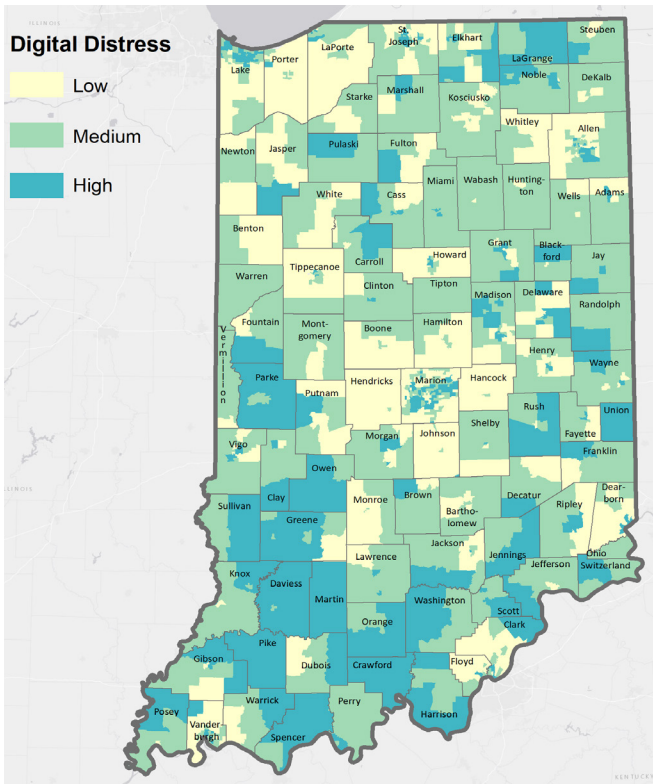 ILLINOIS
Digital Distress
Low
Medium
High
Lake
Porter
LaPorte
St.
Joseph
Elkhart
LaGrange
Steuben
Noble
DeKalb
Starke
Marshall
Kosciusko
Whitley
Allen
Newton
Jasper
Pulaski
Fulton
Miami
Wabash
Hunting-
ton
Wells
Adams
White
Cass
Benton
Carroll
Howard
Grant
Black-
ford
Jay
Warren
Tippecanoe
Clinton
Tipton
Madison
Delaware
Randolph
Fountain
Mont-
gomery
Boone
Hamilton
Henry
Wayne
Vermillion
Parke
Putnam
Hendricks
Marion
Hancock
Rush
Union
Fayette
Vigo
Morgan
Johnson
Shelby
Franklin
ILLINOIS
Owen
Clay
Sullivan
Greene
Monroe
Brown
Bartho-
lomew
Decatur
Ripley
Dear-
born
Jackson
Jennings
Ohio
Lawrence
Jefferson
Switzerland
Knox
Daviess
Martin
Washington
Scott
Clark
Orange
Pike
Gibson
Dubois
Crawford
Floyd
Posey
Vander-
byrgh
Warrick
Spencer
Perry
Harrison
KENTUCKY